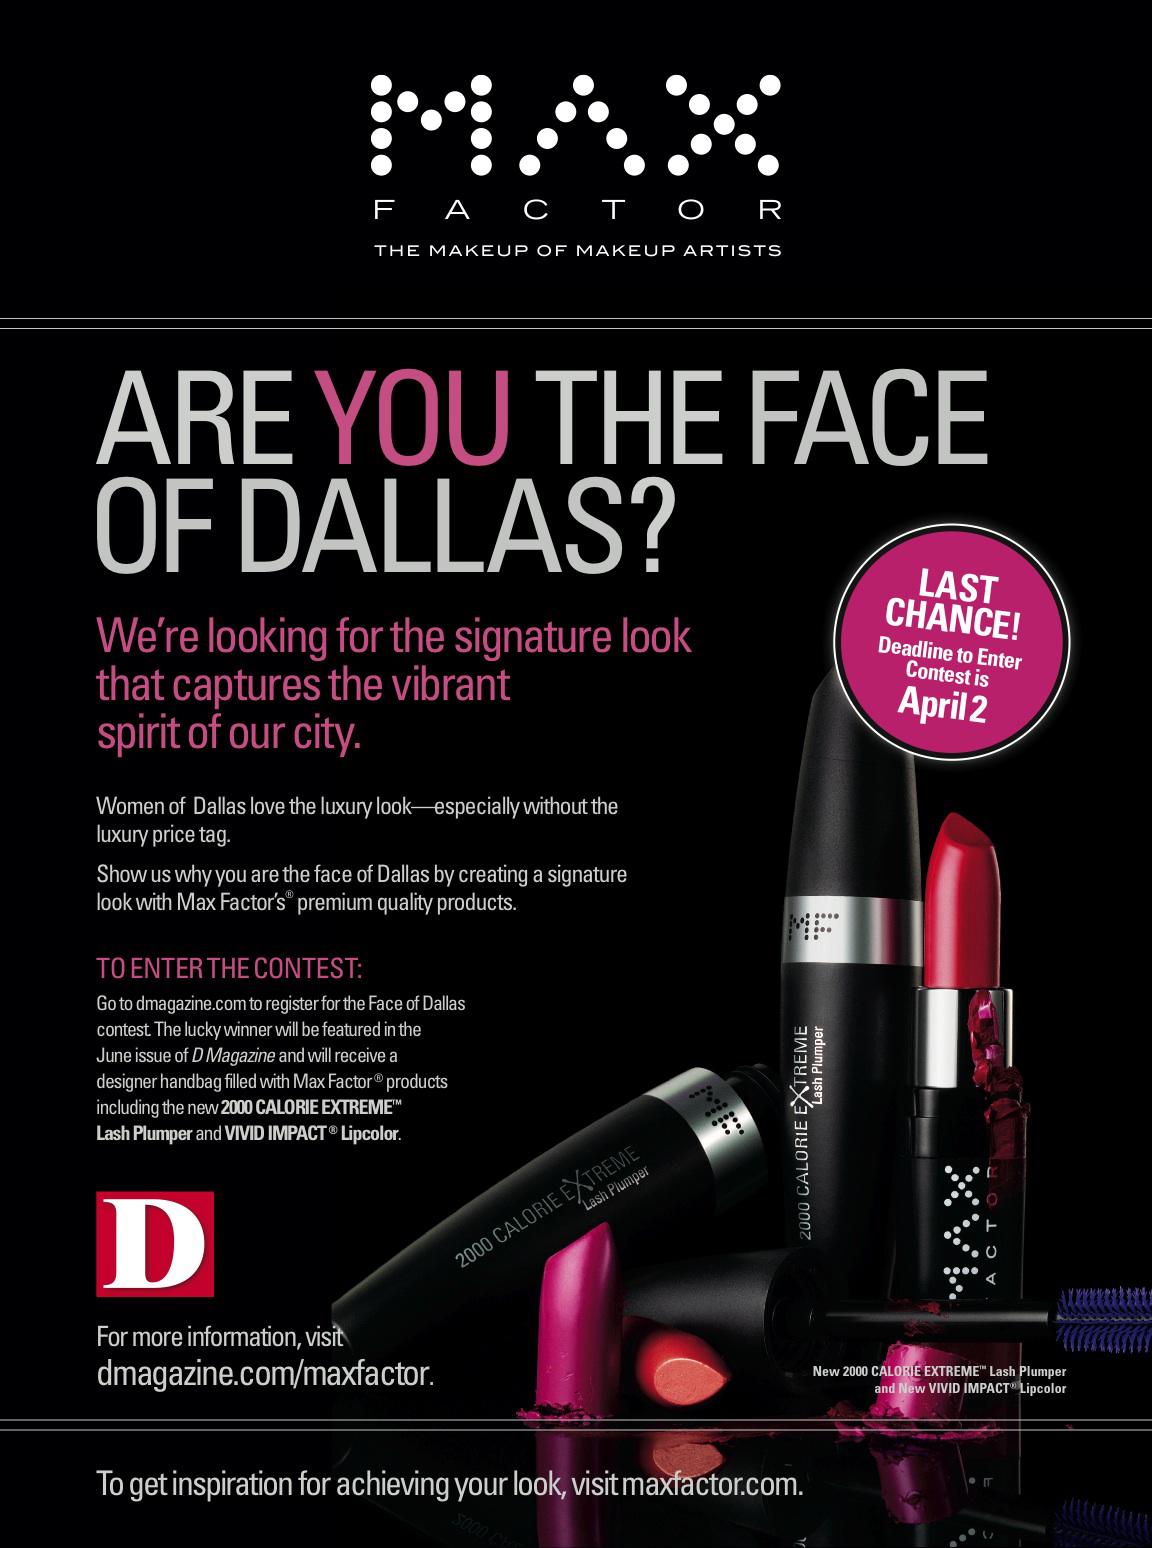 MAX
FACTOR
THE MAKEUP OF MAKEUP ARTISTS
ARE YOU THE FACE
OF DALLAS?
We're looking for the signature look
that captures the vibrant
spirit of our city.
LAST
CHANCE!
Deadline to Enter
Contest is
April 2
Women of Dallas love the luxury look—especially without the
luxury price tag.
Show us why you are the face of Dallas by creating a signature
look with Max Factor's® premium quality products.
TO ENTER THE CONTEST:
Go to dmagazine.com to register for the Face of Dallas
contest. The lucky winner will be featured in the
June issue of D Magazine and will receive a
designer handbag filled with Max Factor® products
including the new 2000 CALORIE EXTREME™
Lash Plumper and VIVID IMPACT® Lipcolor.
MF
2000 CALORIE EXTREME
Lash Plumper
MF
2000 CALORIE EXTREME
Lash Plumper
MAX
ACTOR
D
For more information, visit
dmagazine.com/maxfactor.
New 2000 CALORIE EXTREME™ Lash Plumper
and New VIVID IMPACT® Lipcolor
To get inspiration for achieving your look, visit maxfactor.com.